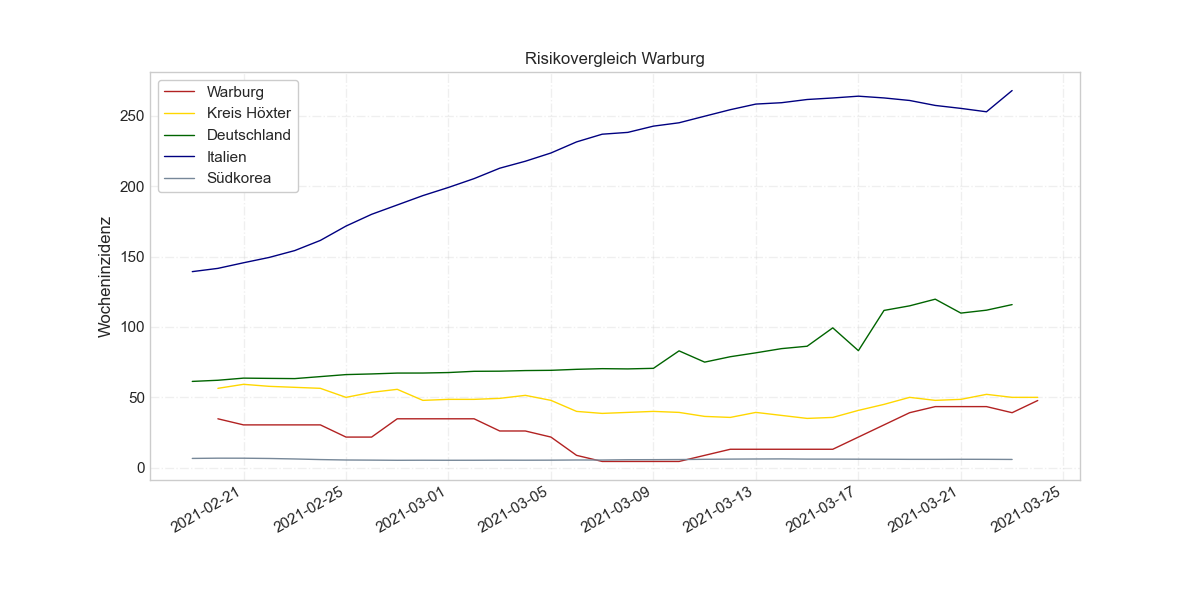 Risikovergleich Warburg
Warburg
Kreis Höxter
Deutschland
Italien
Südkorea
Wocheninzidenz
250
200
150
100
50
0
2021-02-21
2021-02-25
2021-03-01
2021-03-05
2021-03-09
2021-03-13
2021-03-17
2021-03-21
2021-03-25